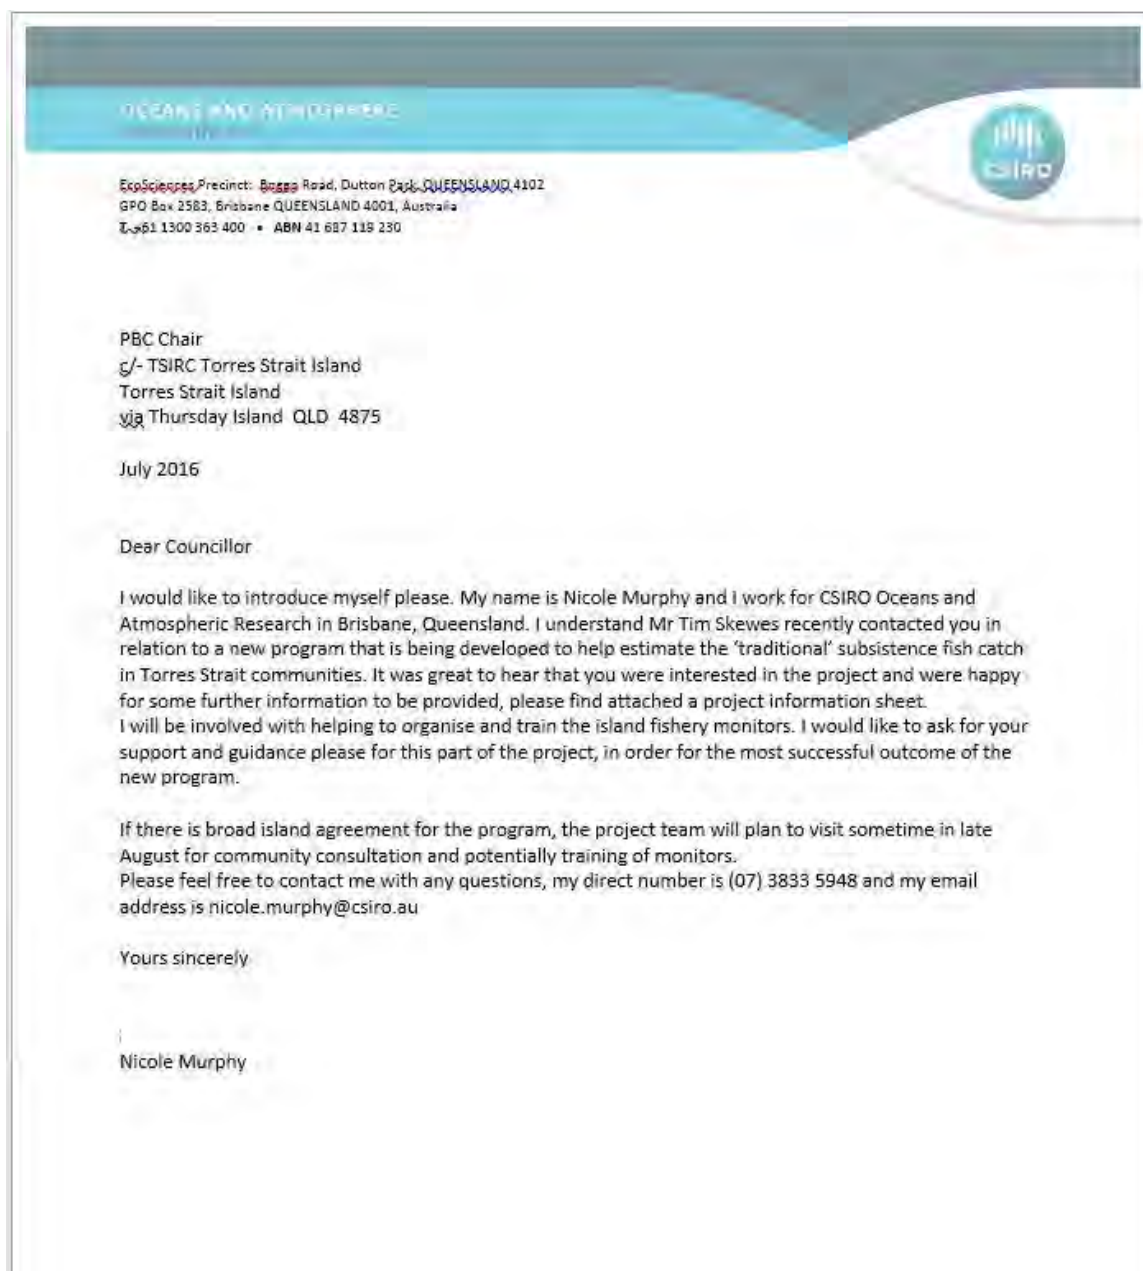 OCEANS AND ATMOSPHERE
CSIRO
EcoSciences Precinct: Boggo Road, Dutton Park, QUEENSLAND 4102
GPO Box 2583, Brisbane QUEENSLAND 4001, Australia
T. +61 1300 363 400 • ABN 41 687 119 230
PBC Chair
c/- TSIRC Torres Strait Island
Torres Strait Island
via Thursday Island QLD 4875
July 2016
Dear Councillor
I would like to introduce myself please. My name is Nicole Murphy and I work for CSIRO Oceans and
Atmospheric Research in Brisbane, Queensland. I understand Mr Tim Skewes recently contacted you in
relation to a new program that is being developed to help estimate the ‘traditional’ subsistence fish catch
in Torres Strait communities. It was great to hear that you were interested in the project and were happy
for some further information to be provided, please find attached a project information sheet.
I will be involved with helping to organise and train the island fishery monitors. I would like to ask for your
support and guidance please for this part of the project, in order for the most successful outcome of the
new program.
If there is broad island agreement for the program, the project team will plan to visit sometime in late
August for community consultation and potentially training of monitors.
Please feel free to contact me with any questions, my direct number is (07) 3833 5948 and my email
address is nicole.murphy@csiro.au
Yours sincerely
Nicole Murphy